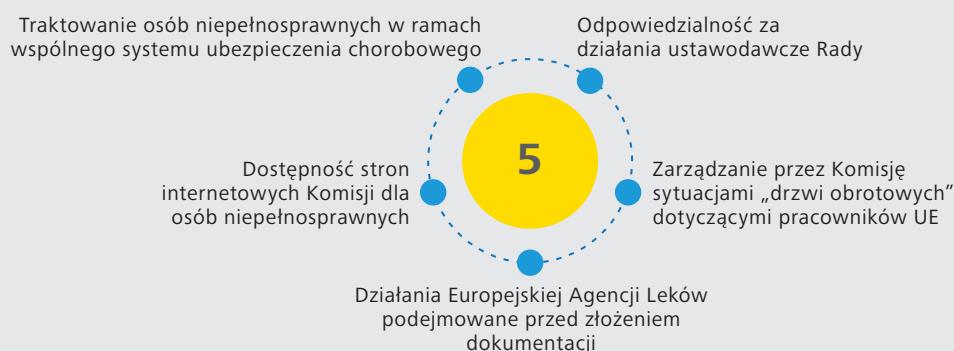 Traktowanie osób niepełnosprawnych w ramach
wspólnego systemu ubezpieczenia chorobowego
Odpowiedzialność za
działania ustawodawcze Rady
5
Dostępność stron
internetowych Komisji dla
osób niepełnosprawnych
Zarządzanie przez Komisję
sytuacjami „drzwi obrotowych”
dotyczącymi pracowników UE
Działania Europejskiej Agencji Leków
podejmowane przed złożeniem
dokumentacji